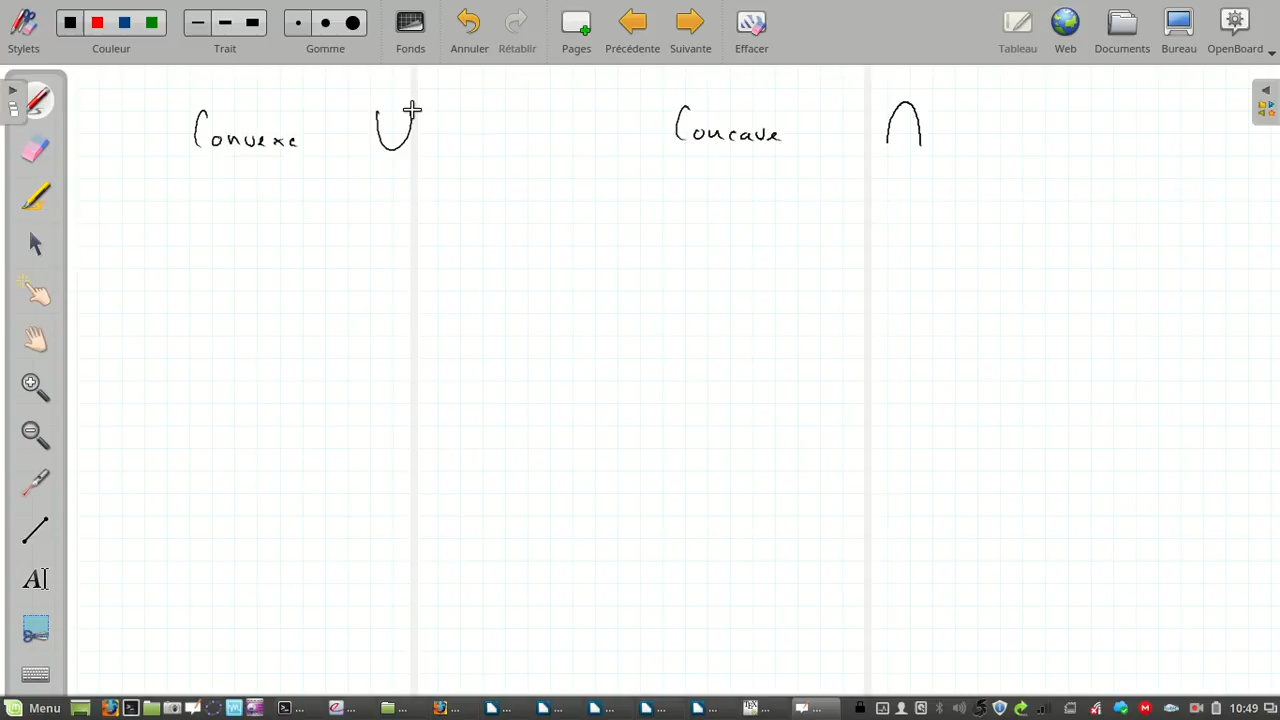 Stylets Couleur Trait Gomme Fonds Annuler Rétablir Pages Précédente Suivante Effacer Tableau Web Documents Bureau OpenBoard
Convexe Concave
A
Menu 10:49